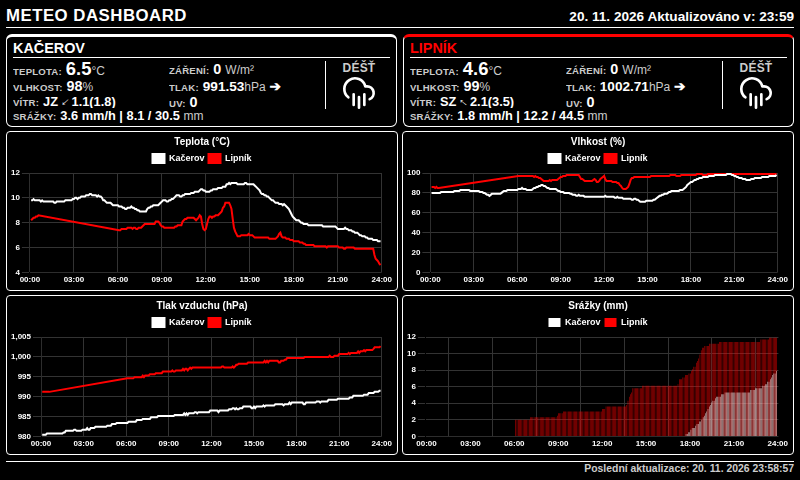 METEO DASHBOARD
20. 11. 2026 Aktualizováno v: 23:59
KAČEROV
TEPLOTA: 6.5°C
ZÁŘENÍ: 0 W/m²
DÉŠŤ
VLHKOST: 98%
TLAK: 991.53hPa ➔
VÍTR: JZ ↙ 1.1(1.8)
UV: 0
SRÁŽKY: 3.6 mm/h | 8.1 / 30.5 mm
LIPNÍK
TEPLOTA: 4.6°C
ZÁŘENÍ: 0 W/m²
DÉŠŤ
VLHKOST: 99%
TLAK: 1002.71hPa ➔
VÍTR: SZ ↖ 2.1(3.5)
UV: 0
SRÁŽKY: 1.8 mm/h | 12.2 / 44.5 mm
Teplota (°C)
Kačerov Lipník
12
10
8
6
4
00:00 03:00 06:00 09:00 12:00 15:00 18:00 21:00 24:00
Vlhkost (%)
Kačerov Lipník
100
80
60
40
20
0
00:00 03:00 06:00 09:00 12:00 15:00 18:00 21:00 24:00
Tlak vzduchu (hPa)
Kačerov Lipník
1,005
1,000
995
990
985
980
00:00 03:00 06:00 09:00 12:00 15:00 18:00 21:00 24:00
Srážky (mm)
Kačerov Lipník
12
10
8
6
4
2
0
00:00 03:00 06:00 09:00 12:00 15:00 18:00 21:00 24:00
Poslední aktualizace: 20. 11. 2026 23:58:57